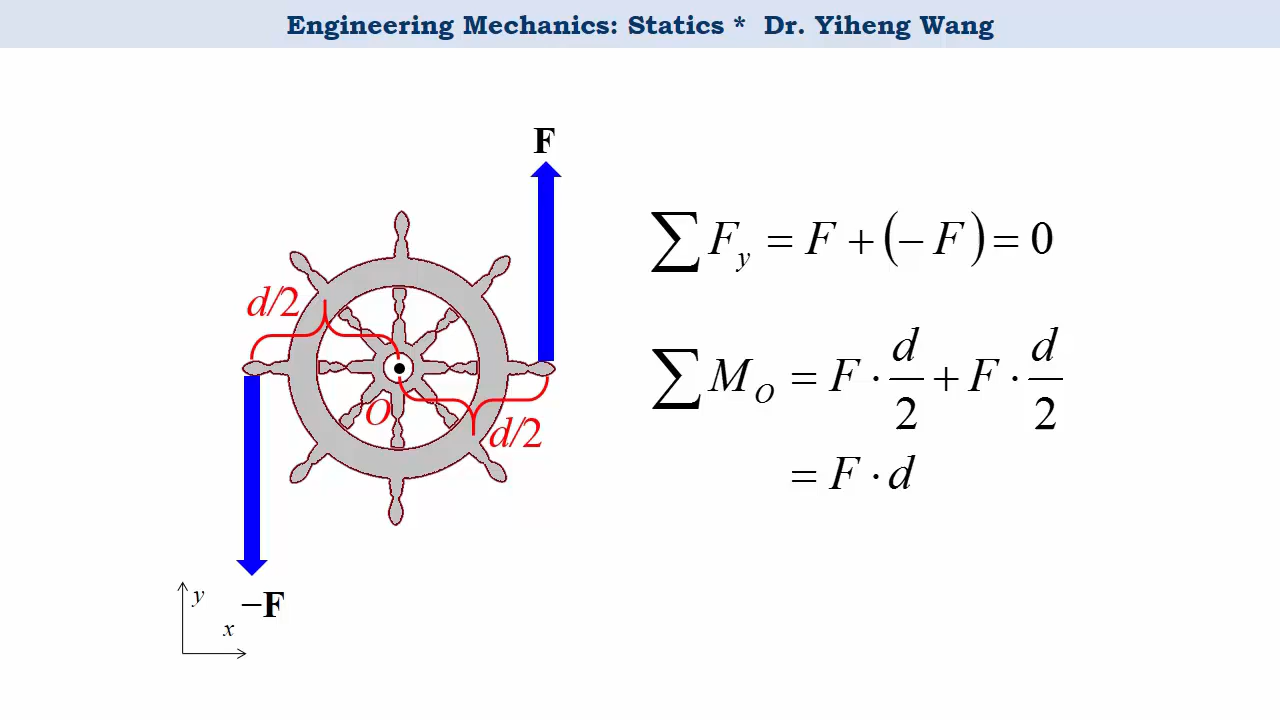 Engineering Mechanics: Statics * Dr. Yiheng Wang
F
d/2
O
d/2
−F
y
x
∑ F_y = F + (− F) = 0
∑ M_O = F · d/2 + F · d/2
= F · d